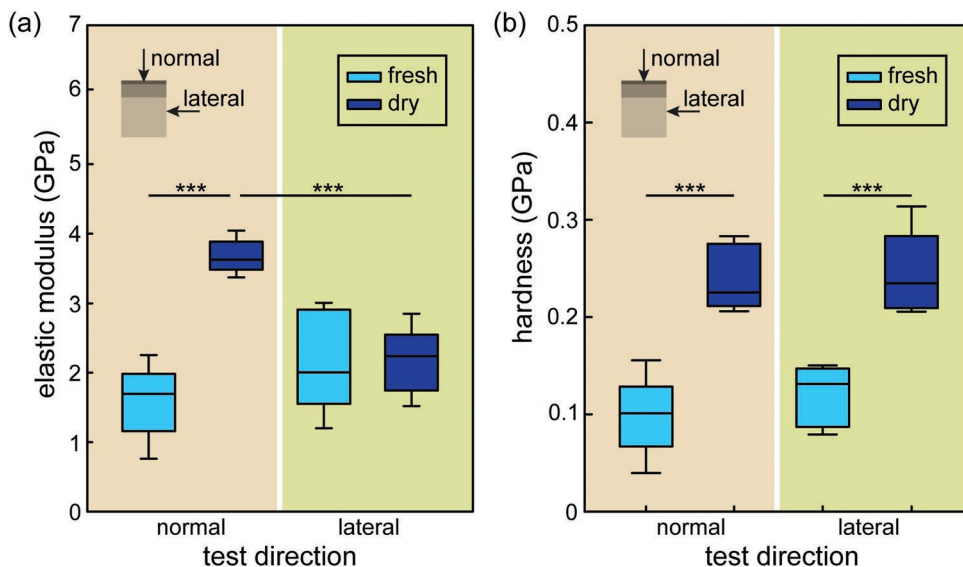 (a)
7
6
5
4
3
2
1
0
elastic modulus (GPa)
normal
lateral
fresh
dry
***
***
normal
lateral
test direction
(b)
0.5
0.4
0.3
0.2
0.1
0
hardness (GPa)
normal
lateral
fresh
dry
***
***
normal
lateral
test direction